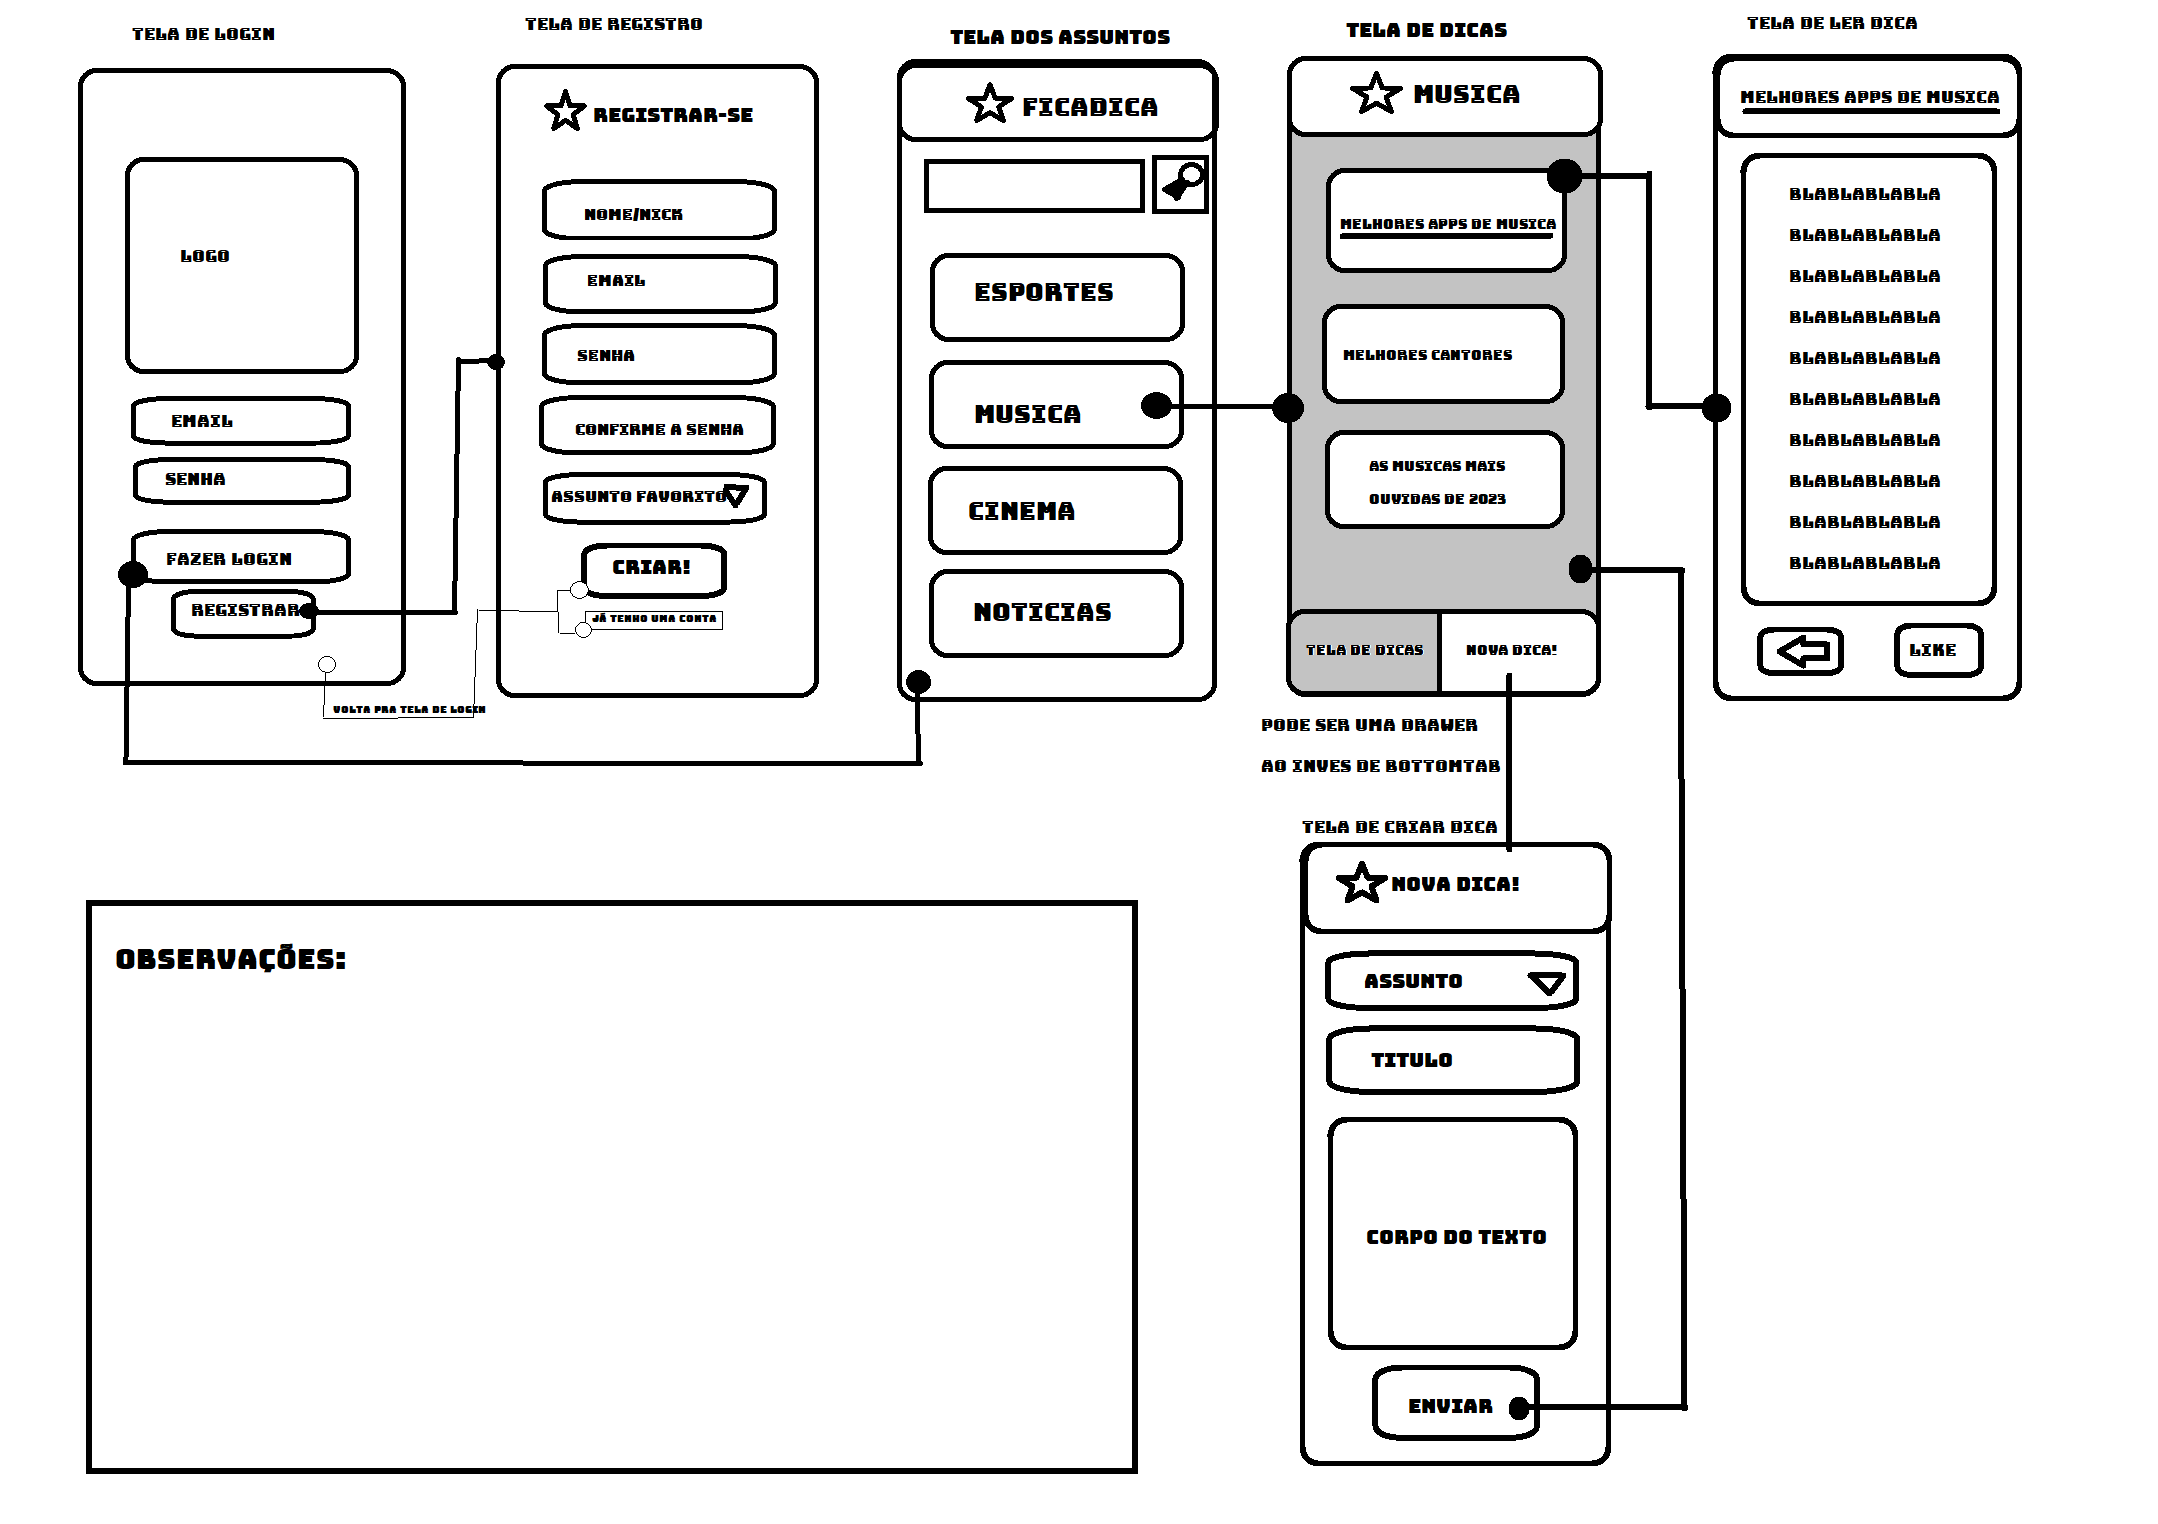 TELA DE LOGIN
LOGO
EMAIL
SENHA
FAZER LOGIN
REGISTRAR
VOLTA PRA TELA DE LOGIN
TELA DE REGISTRO
REGISTRAR-SE
NOME/NICK
EMAIL
SENHA
CONFIRME A SENHA
ASSUNTO FAVORITO
CRIAR!
JÃ TENHO UMA CONTA
TELA DOS ASSUNTOS
FICADICA
ESPORTES
MUSICA
CINEMA
NOTICIAS
TELA DE DICAS
MUSICA
MELHORES APPS DE MUSICA
MELHORES CANTORES
AS MUSICAS MAIS
OUVIDAS DE 2023
TELA DE DICAS
NOVA DICA!
PODE SER UMA DRAWER
AO INVES DE BOTTOMTAB
TELA DE LER DICA
MELHORES APPS DE MUSICA
BLABLABLABLA
BLABLABLABLA
BLABLABLABLA
BLABLABLABLA
BLABLABLABLA
BLABLABLABLA
BLABLABLABLA
BLABLABLABLA
BLABLABLABLA
BLABLABLABLA
LIKE
TELA DE CRIAR DICA
NOVA DICA!
ASSUNTO
TITULO
CORPO DO TEXTO
ENVIAR
OBSERVAÇÕES: